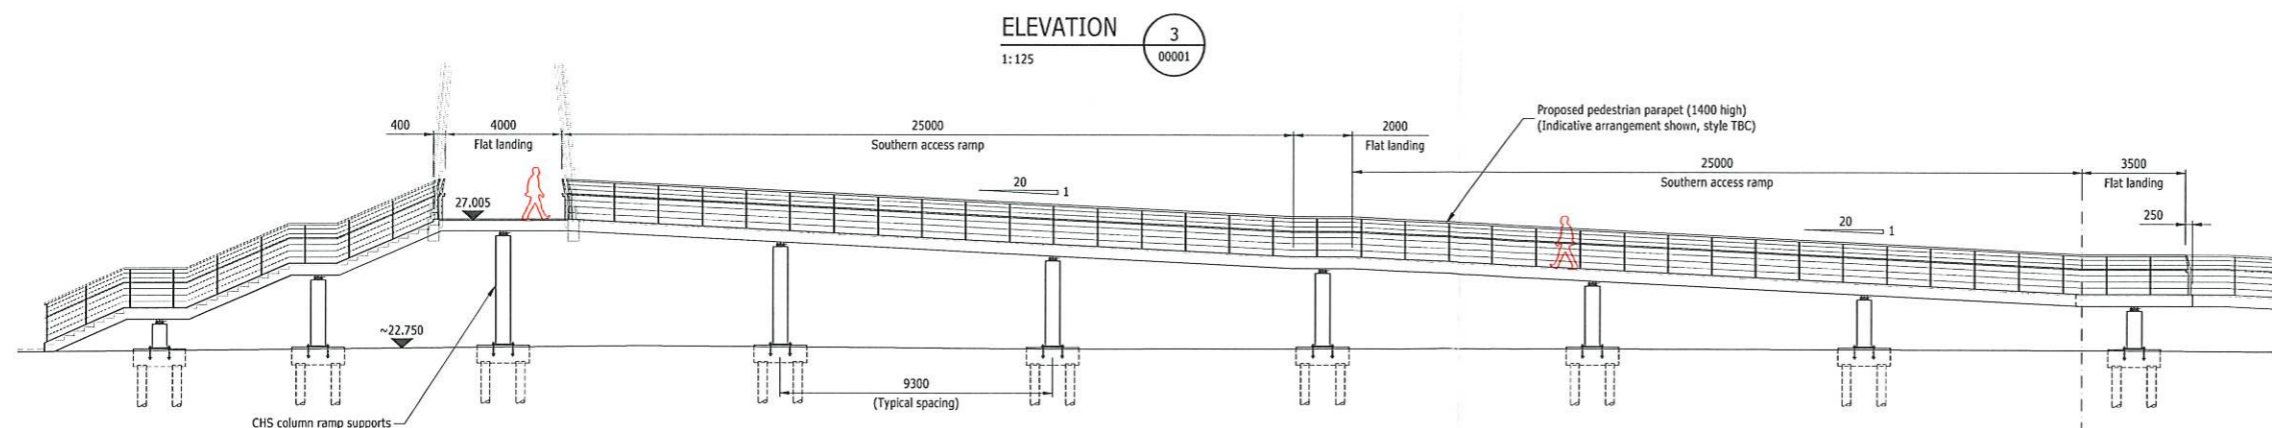 ELEVATION
1:125
3
00001
400
4000
Flat landing
25000
Southern access ramp
2000
Flat landing
Proposed pedestrian parapet (1400 high)
(Indicative arrangement shown, style TBC)
25000
Southern access ramp
3500
Flat landing
250
20
1
20
1
27.005
~22.750
9300
(Typical spacing)
CHS column ramp supports